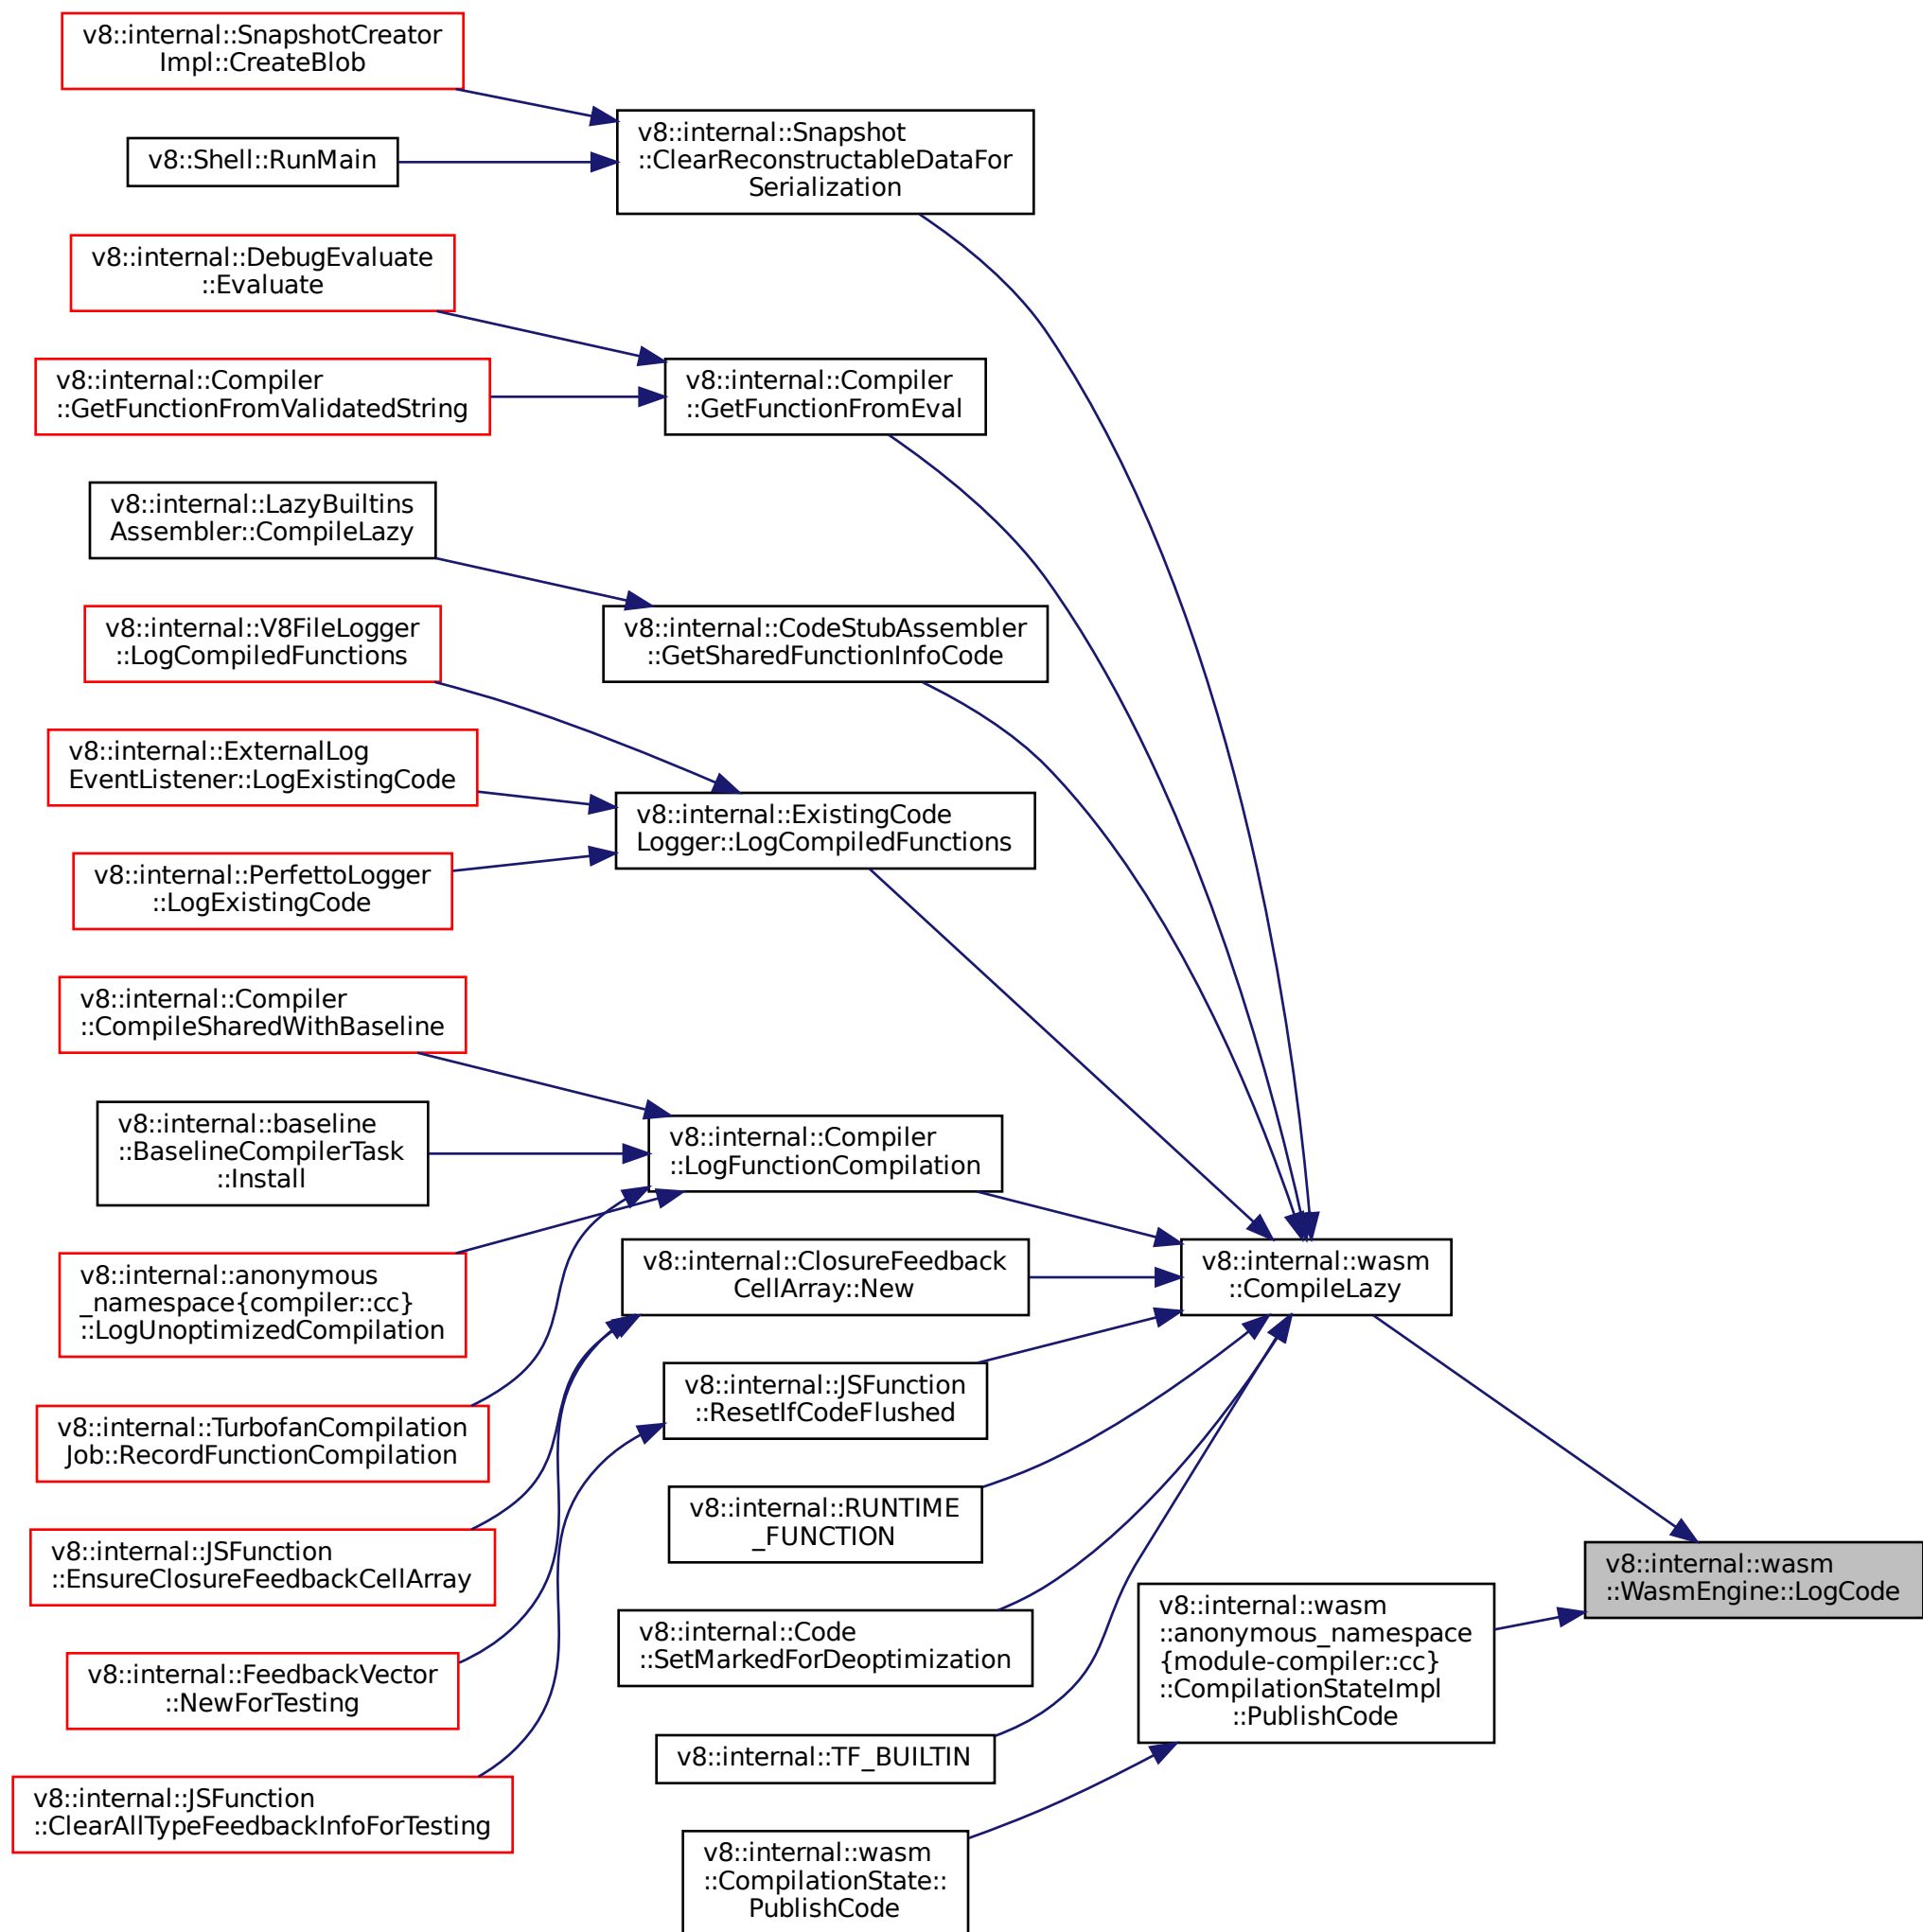 v8::internal::SnapshotCreator
Impl::CreateBlob
v8::Shell::RunMain
v8::internal::Snapshot
::ClearReconstructableDataFor
Serialization
v8::internal::DebugEvaluate
::Evaluate
v8::internal::Compiler
::GetFunctionFromValidatedString
v8::internal::Compiler
::GetFunctionFromEval
v8::internal::LazyBuiltins
Assembler::CompileLazy
v8::internal::V8FileLogger
::LogCompiledFunctions
v8::internal::CodeStubAssembler
::GetSharedFunctionInfoCode
v8::internal::ExternalLog
EventListener::LogExistingCode
v8::internal::ExistingCode
Logger::LogCompiledFunctions
v8::internal::PerfettoLogger
::LogExistingCode
v8::internal::Compiler
::CompileSharedWithBaseline
v8::internal::baseline
::BaselineCompilerTask
::Install
v8::internal::Compiler
::LogFunctionCompilation
v8::internal::anonymous
_namespace{compiler::cc}
::LogUnoptimizedCompilation
v8::internal::ClosureFeedback
CellArray::New
v8::internal::wasm
::CompileLazy
v8::internal::TurbofanCompilation
Job::RecordFunctionCompilation
v8::internal::JSFunction
::ResetIfCodeFlushed
v8::internal::JSFunction
::EnsureClosureFeedbackCellArray
v8::internal::RUNTIME
_FUNCTION
v8::internal::wasm
::WasmEngine::LogCode
v8::internal::FeedbackVector
::NewForTesting
v8::internal::Code
::SetMarkedForDeoptimization
v8::internal::wasm
::anonymous_namespace
{module-compiler::cc}
::CompilationStateImpl
::PublishCode
v8::internal::JSFunction
::ClearAllTypeFeedbackInfoForTesting
v8::internal::TF_BUILTIN
v8::internal::wasm
::CompilationState::
PublishCode